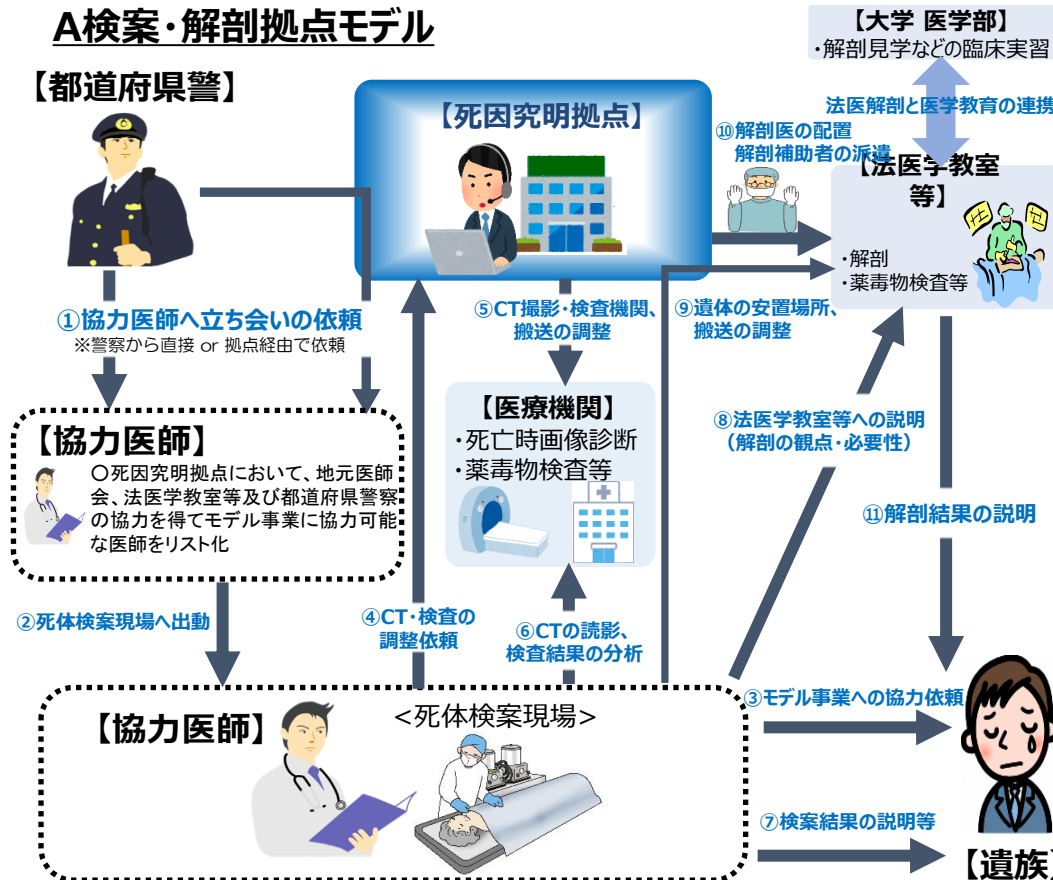 A検案・解剖拠点モデル
【都道府県警】
【死因究明拠点】
【大学 医学部】
・解剖見学などの臨床実習
法医解剖と医学教育の連携
⑩解剖医の配置
解剖補助者の派遣
【法医学教室
等】
・解剖
・薬毒物検査等
①協力医師へ立ち会いの依頼
※警察から直接 or 拠点経由で依頼
⑤CT撮影・検査機関、
搬送の調整
⑨遺体の安置場所、
搬送の調整
【医療機関】
・死亡時画像診断
・薬毒物検査等
⑧法医学教室等への説明
（解剖の観点・必要性）
【協力医師】
〇死因究明拠点において、地元医師
会、法医学教室等及び都道府県警察
の協力を得てモデル事業に協力可能
な医師をリスト化
⑪解剖結果の説明
②死体検案現場へ出動
④CT・検査の
調整依頼
⑥CTの読影、
検査結果の分析
【協力医師】
<死体検案現場>
③モデル事業への協力依頼
⑦検案結果の説明等
【遺族】